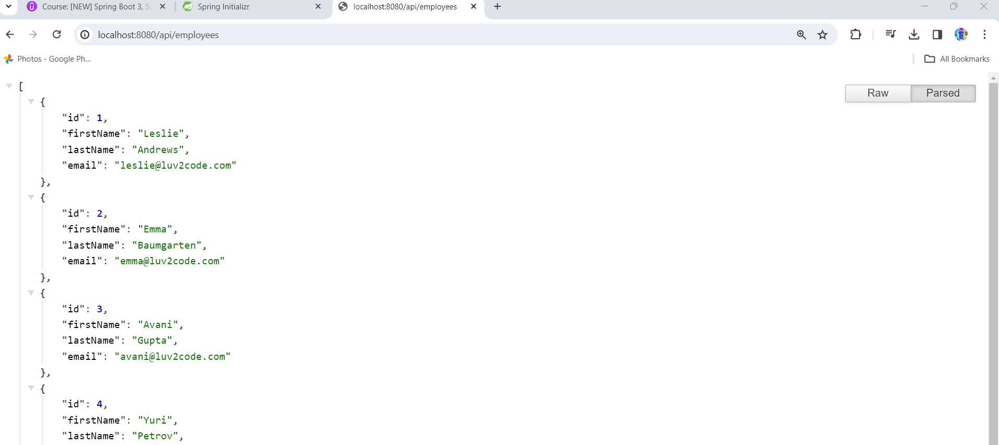 Course: [NEW] Spring Boot 3, S
Spring Initializr
localhost:8080/api/employees
localhost:8080/api/employees
Photos - Google Ph...
All Bookmarks
Raw
Parsed
[
{
"id": 1,
"firstName": "Leslie",
"lastName": "Andrews",
"email": "leslie@luv2code.com"
},
{
"id": 2,
"firstName": "Emma",
"lastName": "Baumgarten",
"email": "emma@luv2code.com"
},
{
"id": 3,
"firstName": "Avani",
"lastName": "Gupta",
"email": "avani@luv2code.com"
},
{
"id": 4,
"firstName": "Yuri",
"lastName": "Petrov",